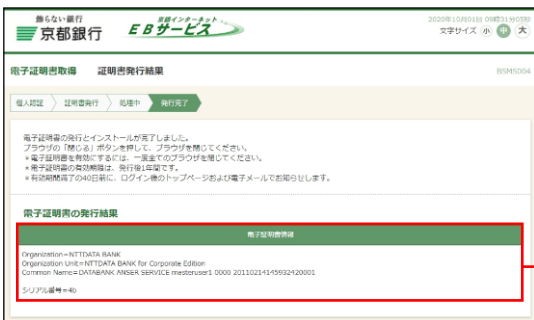 飾らない銀行
京都銀行
京銀インターネット
EBサービス
2020年10月01日 09時31分05秒
文字サイズ 小 中 大
電子証明書取得 証明書発行結果
BSMS004
個人認証 証明書発行 処理中 発行完了
電子証明書の発行とインストールが完了しました。
ブラウザの「閉じる」ボタンを押して、ブラウザを閉じてください。
*電子証明書を有効にするには、一度全てのブラウザを閉じてください。
*電子証明書の有効期限は、発行後1年間です。
*有効期間満了の40日前に、ログイン後のトップページおよび電子メールでお知らせします。
電子証明書の発行結果
電子証明書情報
Organization=NTTDATA BANK
Organization Unit=NTTDATA BANK for Corporate Edition
Common Name=DATABANK ANSER SERVICE masteruser1 0000 20110214145932420001
シリアル番号=4b